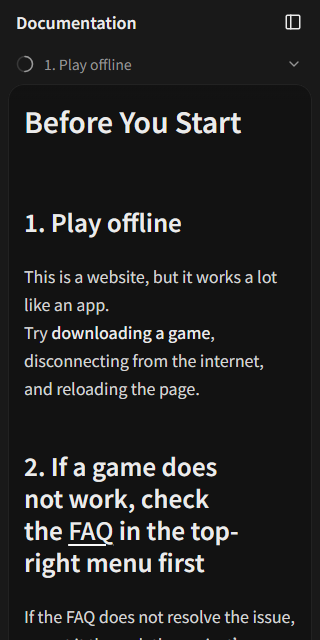 Documentation
1. Play offline
Before You Start
1. Play offline
This is a website, but it works a lot
like an app.
Try downloading a game,
disconnecting from the internet,
and reloading the page.
2. If a game does
not work, check
the FAQ in the top-
right menu first
If the FAQ does not resolve the issue,